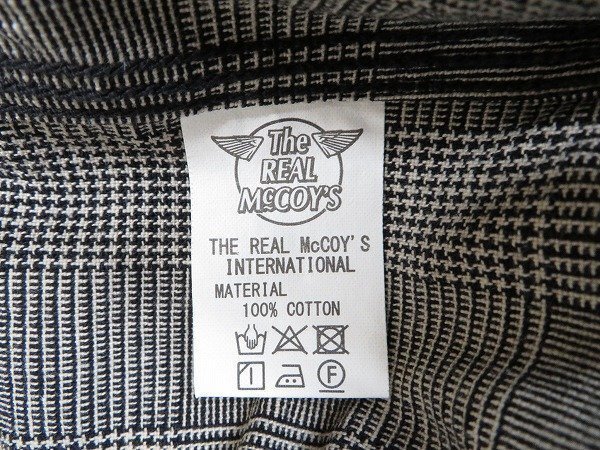 The
REAL
McCOY'S
THE REAL McCOY'S
INTERNATIONAL
MATERIAL
100% COTTON
F